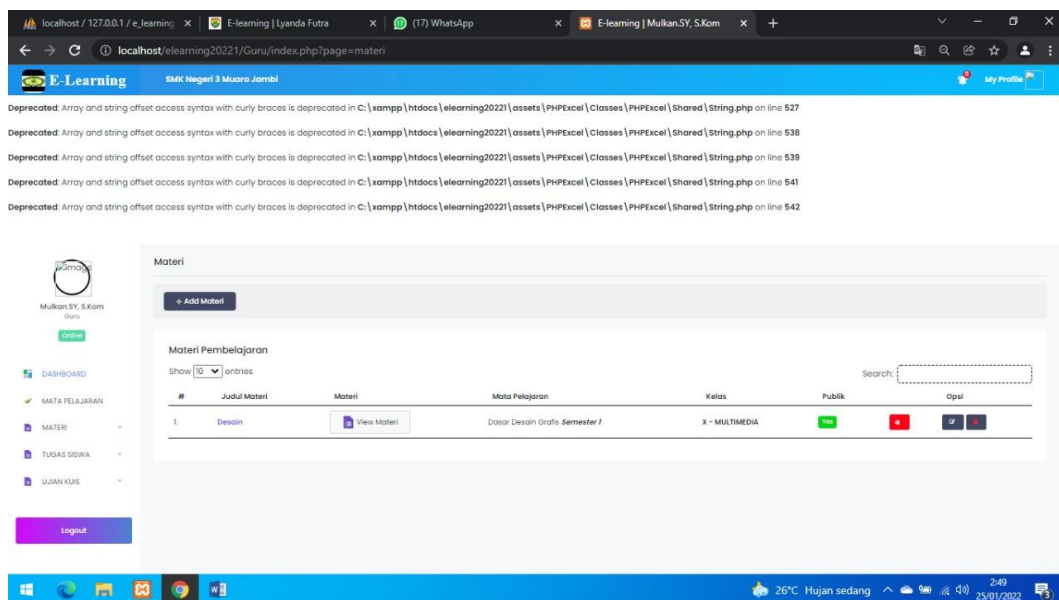 localhost / 127.0.0.1 / e_learning
E-learning | Lyanda Futra
(17) WhatsApp
E-learning | Mulkan.SY, S.Kom
localhost/elearning20221/Guru/index.php?page=materi
E-Learning
SMK Negeri 3 Muaro Jambi
My Profile
Deprecated: Array and string offset access syntax with curly braces is deprecated in C:\xampp\htdocs\elearning20221\assets\PHPExcel\Classes\PHPExcel\Shared\String.php on line 527
Deprecated: Array and string offset access syntax with curly braces is deprecated in C:\xampp\htdocs\elearning20221\assets\PHPExcel\Classes\PHPExcel\Shared\String.php on line 538
Deprecated: Array and string offset access syntax with curly braces is deprecated in C:\xampp\htdocs\elearning20221\assets\PHPExcel\Classes\PHPExcel\Shared\String.php on line 539
Deprecated: Array and string offset access syntax with curly braces is deprecated in C:\xampp\htdocs\elearning20221\assets\PHPExcel\Classes\PHPExcel\Shared\String.php on line 541
Deprecated: Array and string offset access syntax with curly braces is deprecated in C:\xampp\htdocs\elearning20221\assets\PHPExcel\Classes\PHPExcel\Shared\String.php on line 542
image
Mulkan.SY, S.Kom
Guru
Online
DASHBOARD
MATA PELAJARAN
MATERI
TUGAS SISWA
UJIAN KUIS
Logout
Materi
+ Add Materi
Materi Pembelajaran
Show 10 entries
Search:
# Judul Materi Materi Mata Pelajaran Kelas Publik Opsi
1. Desain View Materi Dasar Desain Grafis Semester 1 X - MULTIMEDIA Yes
26°C Hujan sedang
2:49
25/01/2022